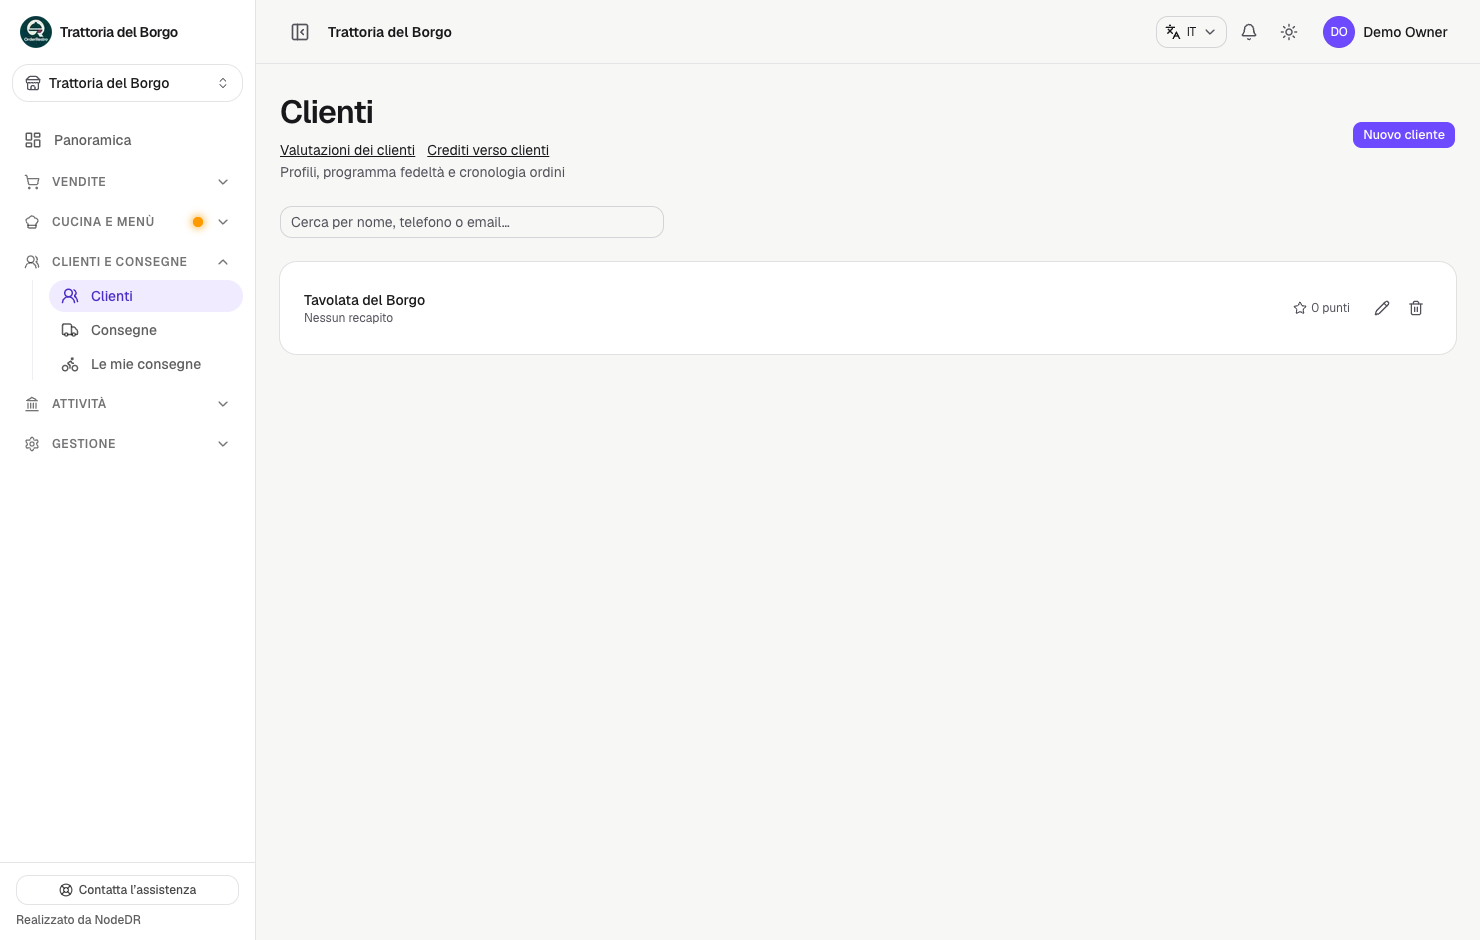 Trattoria del Borgo
Trattoria del Borgo
Panoramica
VENDITE
CUCINA E MENÙ
CLIENTI E CONSEGNE
Clienti
Consegne
Le mie consegne
ATTIVITÀ
GESTIONE
Contatta l'assistenza
Realizzato da NodeDR
Trattoria del Borgo
IT
DO
Demo Owner
Clienti
Valutazioni dei clienti Crediti verso clienti
Profili, programma fedeltà e cronologia ordini
Nuovo cliente
Cerca per nome, telefono o email…
Tavolata del Borgo
Nessun recapito
0 punti